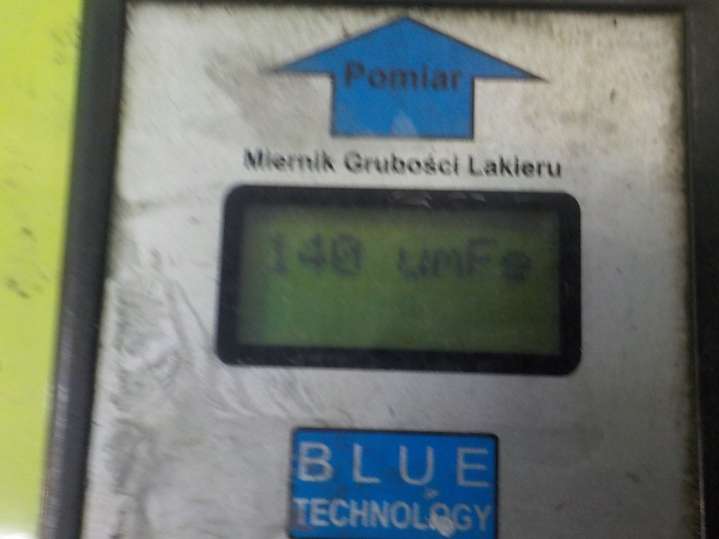 Pomiar
Miernik Grubości Lakieru
140 umFe
BLUE
TECHNOLOGY